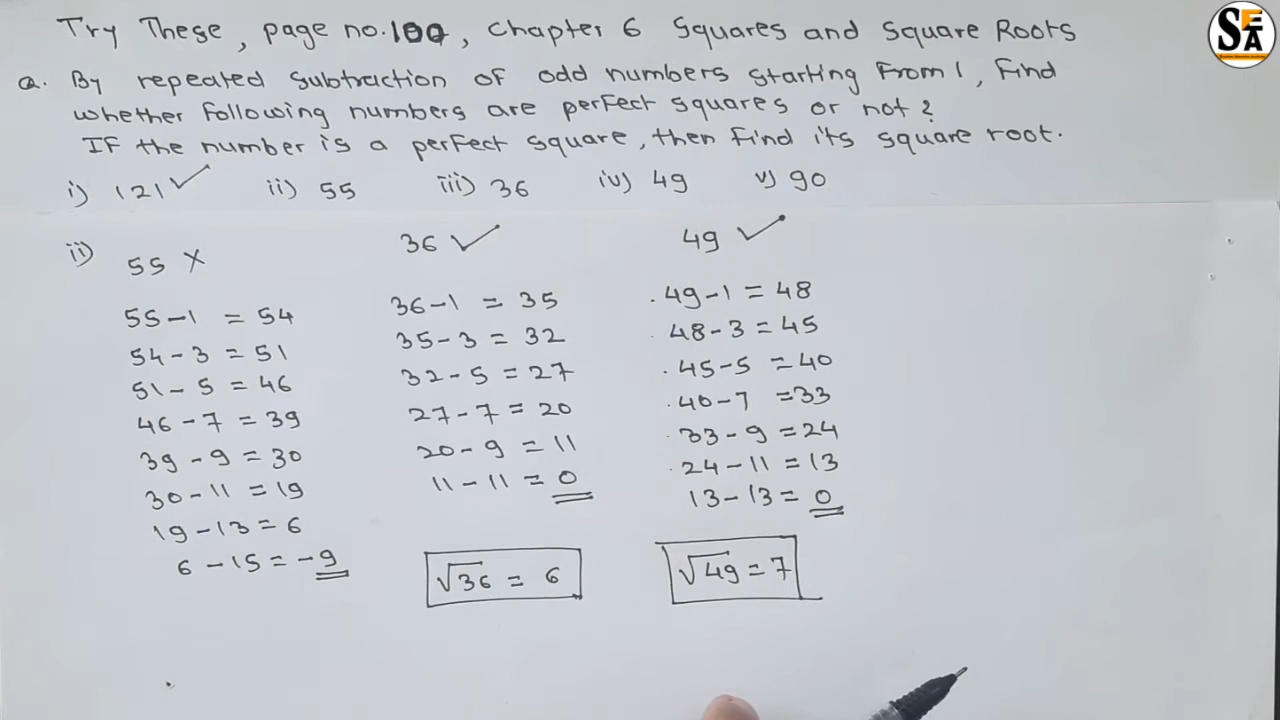 Try These, page no.100, Chapter 6 Squares and Square Roots
Q. By repeated subtraction of odd numbers starting from 1, Find
whether following numbers are perfect squares or not?
If the number is a perfect square, then find its square root.
i) 121 ✓ ii) 55 iii) 36 iv) 49 v) 90
ii) 55 ×
55-1 = 54
54-3 = 51
51-5 = 46
46-7 = 39
39-9 = 30
30-11 = 19
19-13 = 6
6-15 = -9
36 ✓
36-1 = 35
35-3 = 32
32-5 = 27
27-7 = 20
20-9 = 11
11-11 = 0
√36 = 6
49 ✓
49-1 = 48
48-3 = 45
45-5 = 40
40-7 = 33
33-9 = 24
24-11 = 13
13-13 = 0
√49 = 7
SEFA